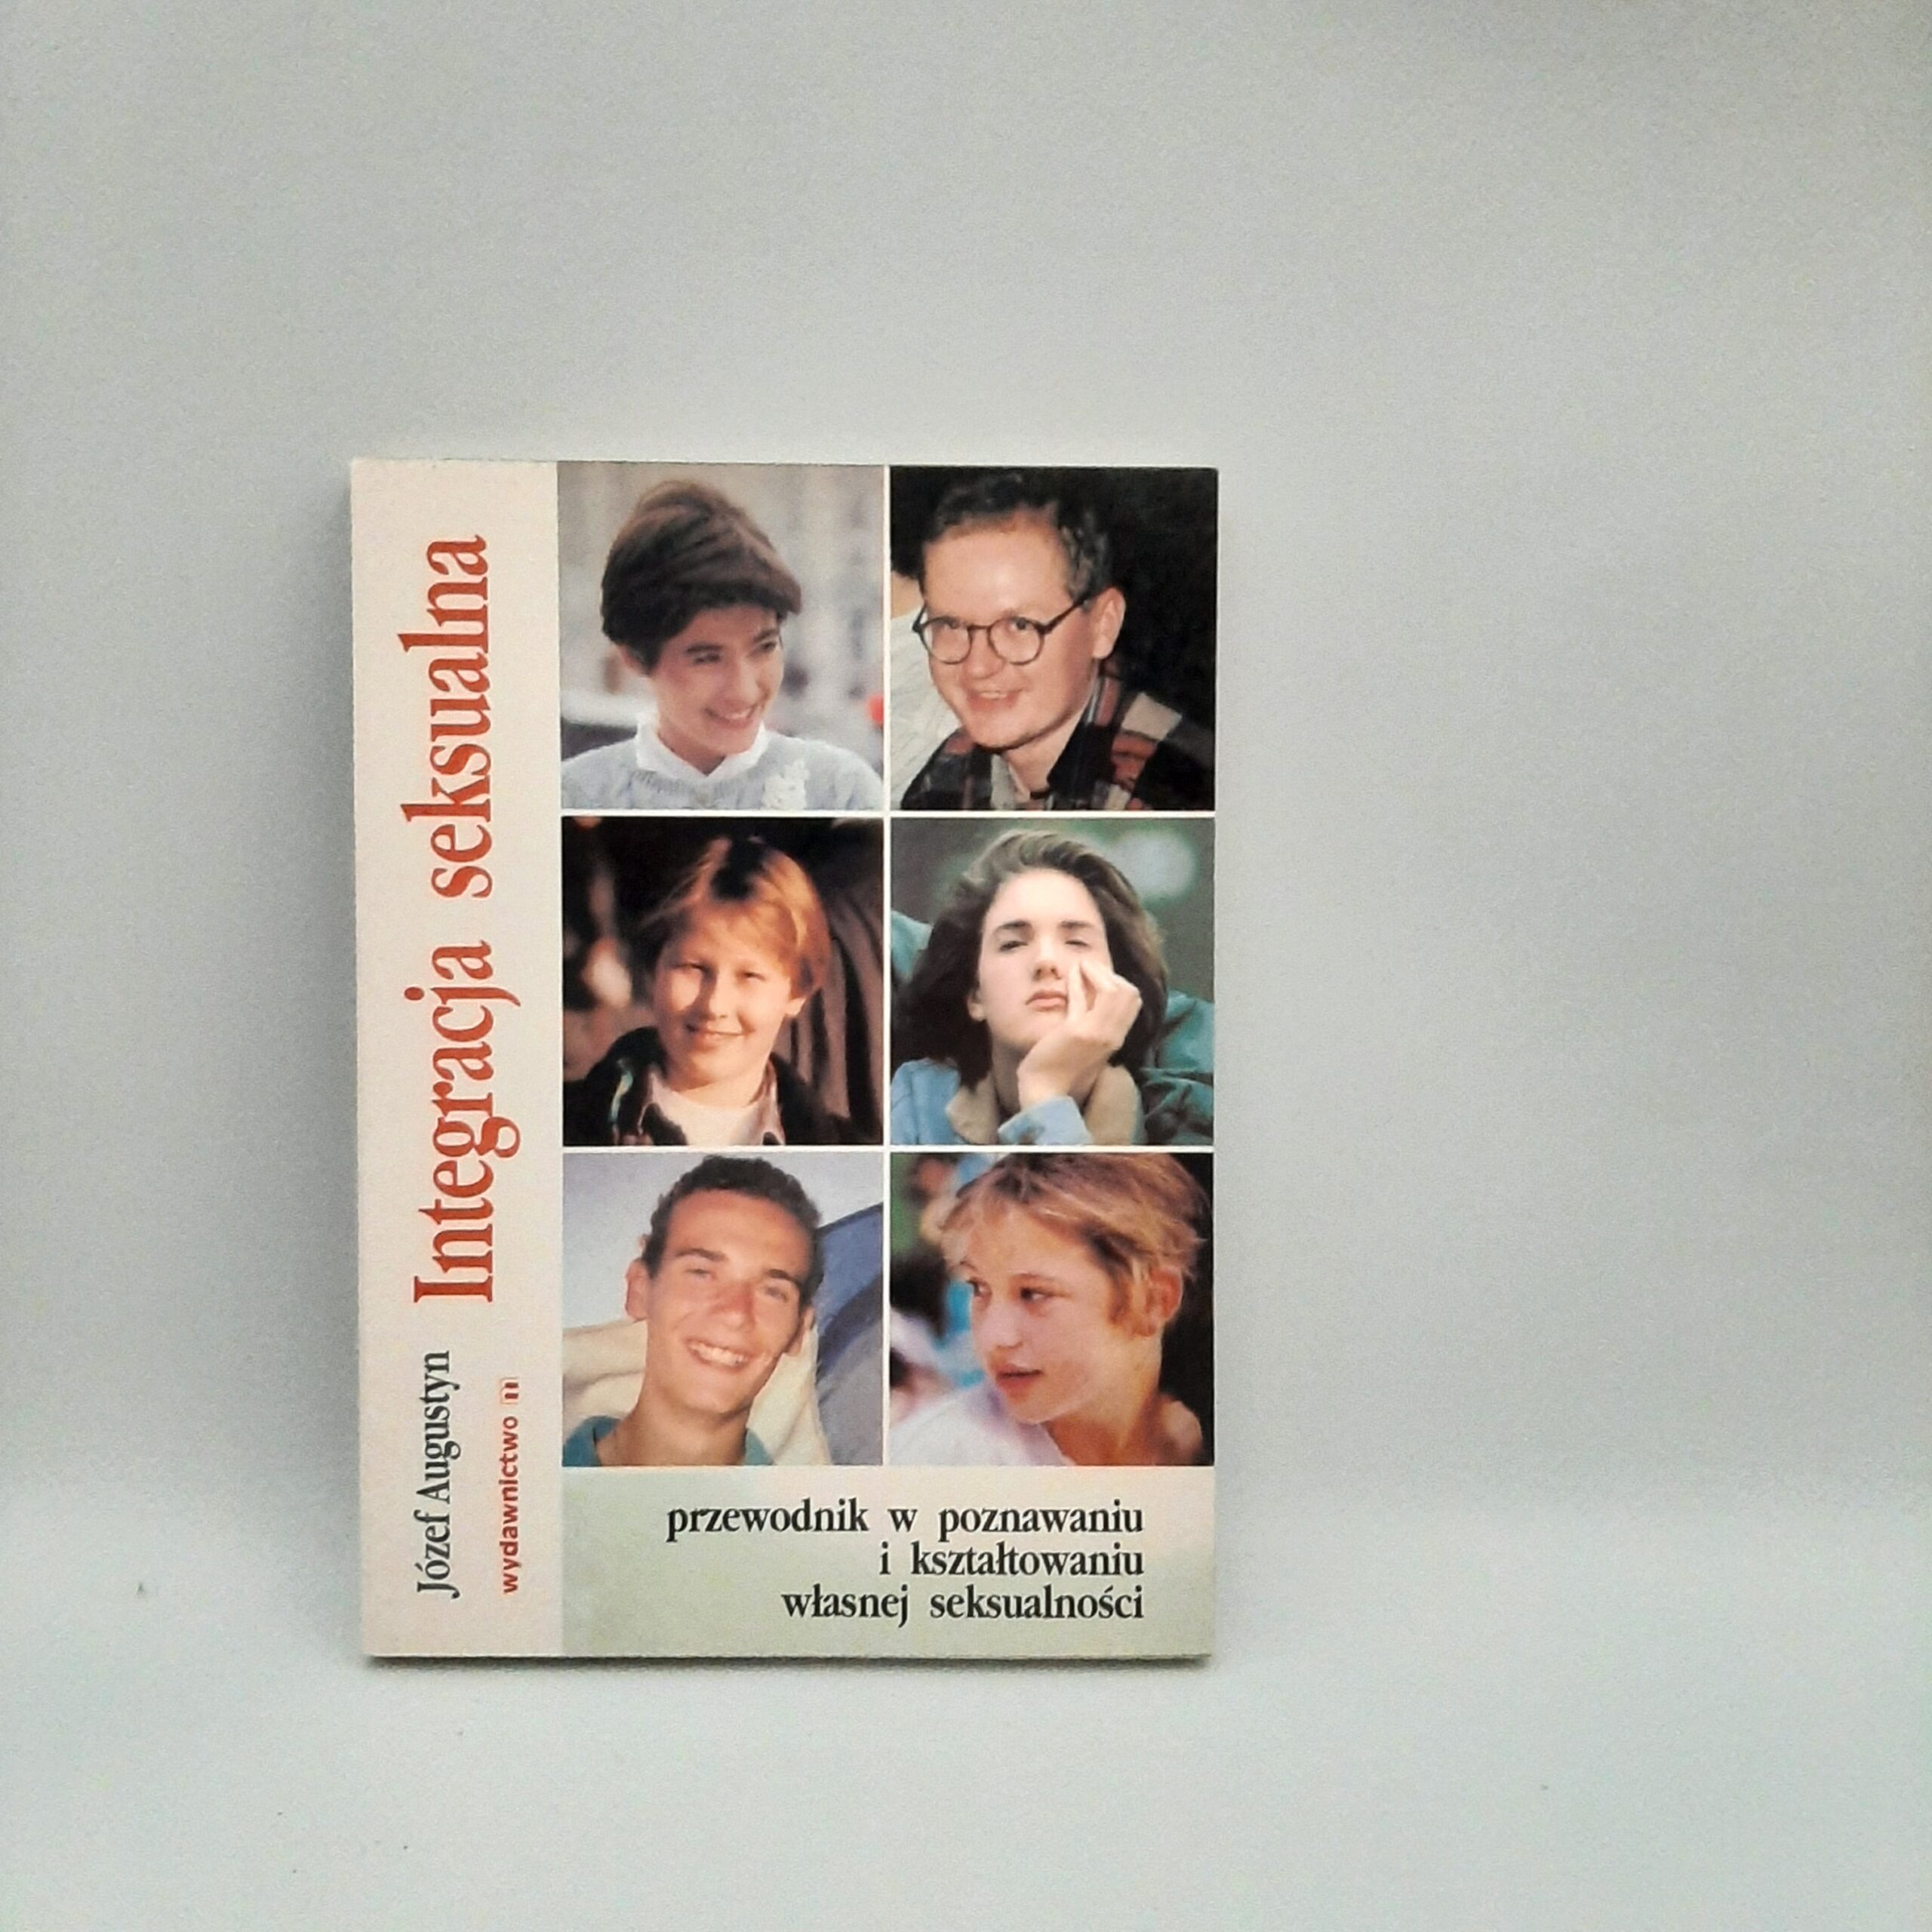 Józef Augustyn
Integracja seksualna
wydawnictwo m
przewodnik w poznawaniu
i kształtowaniu
własnej seksualności